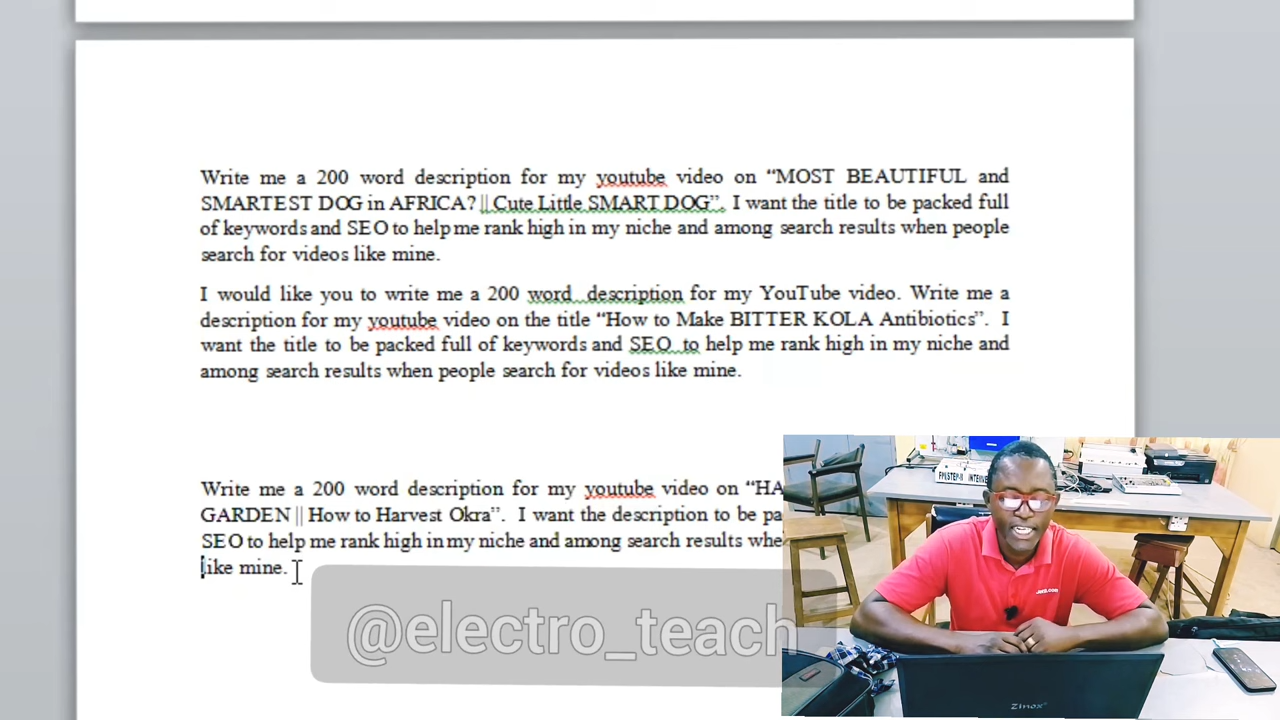 Write me a 200 word description for my youtube video on “MOST BEAUTIFUL and
SMARTEST DOG in AFRICA? || Cute Little SMART DOG”. I want the title to be packed full
of keywords and SEO to help me rank high in my niche and among search results when people
search for videos like mine.
I would like you to write me a 200 word description for my YouTube video. Write me a
description for my youtube video on the title “How to Make BITTER KOLA Antibiotics”. I
want the title to be packed full of keywords and SEO to help me rank high in my niche and
among search results when people search for videos like mine.
Write me a 200 word description for my youtube video on “HA
GARDEN || How to Harvest Okra”. I want the description to be pa
SEO to help me rank high in my niche and among search results whe
like mine.
@electro_teach
Zinox